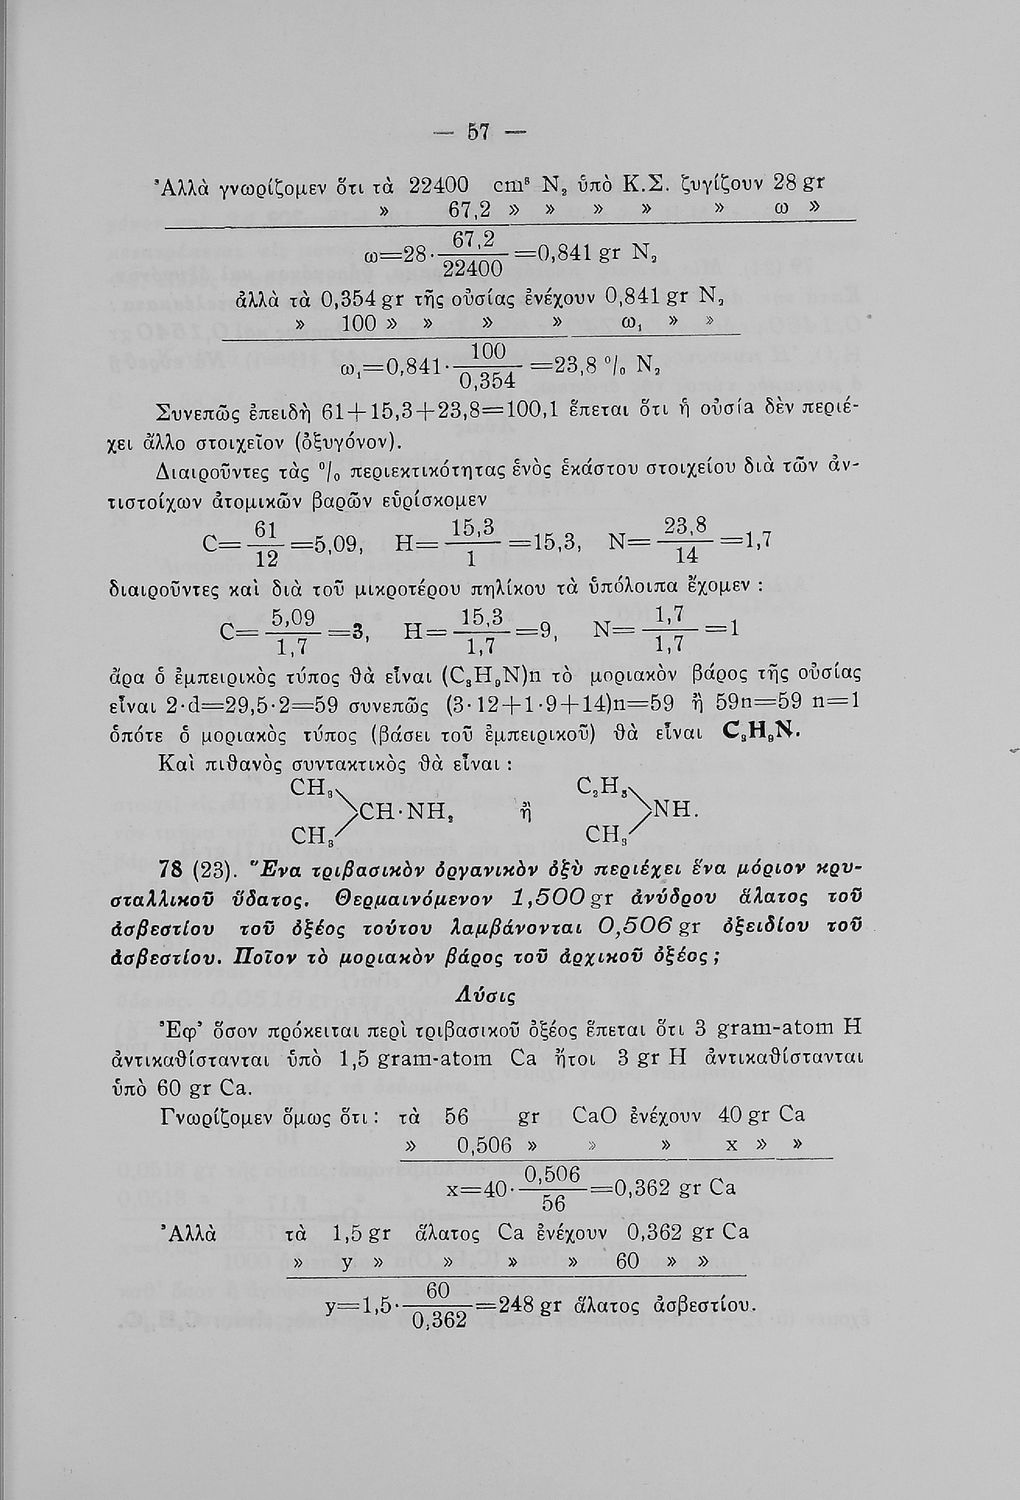 — 57 —
Ἀλλὰ γνωρίζομεν ὅτι τὰ 22400 cm³ N₂ ὑπὸ Κ.Σ. ζυγίζουν 28 gr
» 67,2 » » » » » ω »
ω=28·67,2/22400=0,841 gr N₂
ἀλλὰ τὰ 0,354 gr τῆς οὐσίας ἐνέχουν 0,841 gr N₂
» 100 » » » » ω₁ » »
ω₁=0,841·100/0,354=23,8 % N₂
Συνεπῶς ἐπειδὴ 61+15,3+23,8=100,1 ἕπεται ὅτι ἡ οὐσία δὲν περιέ-
χει ἄλλο στοιχεῖον (ὀξυγόνον).
Διαιροῦντες τὰς % περιεκτικότητας ἑνὸς ἑκάστου στοιχείου διὰ τῶν ἀν-
τιστοίχων ἀτομικῶν βαρῶν εὑρίσκομεν
C=61/12=5,09, H=15,3/1=15,3, N=23,8/14=1,7
διαιροῦντες καὶ διὰ τοῦ μικροτέρου πηλίκου τὰ ὑπόλοιπα ἔχομεν :
C=5,09/1,7=3, H=15,3/1,7=9, N=1,7/1,7=1
ἄρα ὁ ἐμπειρικὸς τύπος θὰ εἶναι (C₃H₉N)n τὸ μοριακὸν βάρος τῆς οὐσίας
εἶναι 2·d=29,5·2=59 συνεπῶς (3·12+1·9+14)n=59 ἢ 59n=59 n=1
ὁπότε ὁ μοριακὸς τύπος (βάσει τοῦ ἐμπειρικοῦ) θὰ εἶναι C₃H₉N.
Καὶ πιθανὸς συντακτικὸς θὰ εἶναι :
CH₃ C₂H₅
>CH·NH₂ ἢ >NH.
CH₃ CH₃
78 (23). Ἕνα τριβασικὸν ὀργανικὸν ὀξὺ περιέχει ἕνα μόριον κρυ-
σταλλικοῦ ὕδατος. Θερμαινόμενον 1,500 gr ἀνύδρου ἅλατος τοῦ
ἀσβεστίου τοῦ ὀξέος τούτου λαμβάνονται 0,506 gr ὀξειδίου τοῦ
ἀσβεστίου. Ποῖον τὸ μοριακὸν βάρος τοῦ ἀρχικοῦ ὀξέος;
Λύσις
Ἐφ' ὅσον πρόκειται περὶ τριβασικοῦ ὀξέος ἕπεται ὅτι 3 gram-atom H
ἀντικαθίστανται ὑπὸ 1,5 gram-atom Ca ἤτοι 3 gr H ἀντικαθίστανται
ὑπὸ 60 gr Ca.
Γνωρίζομεν ὅμως ὅτι : τὰ 56 gr CaO ἐνέχουν 40 gr Ca
» 0,506 » » » x » »
x=40·0,506/56=0,362 gr Ca
Ἀλλὰ τὰ 1,5 gr ἅλατος Ca ἐνέχουν 0,362 gr Ca
» y » » » » 60 » »
y=1,5·60/0,362=248 gr ἅλατος ἀσβεστίου.